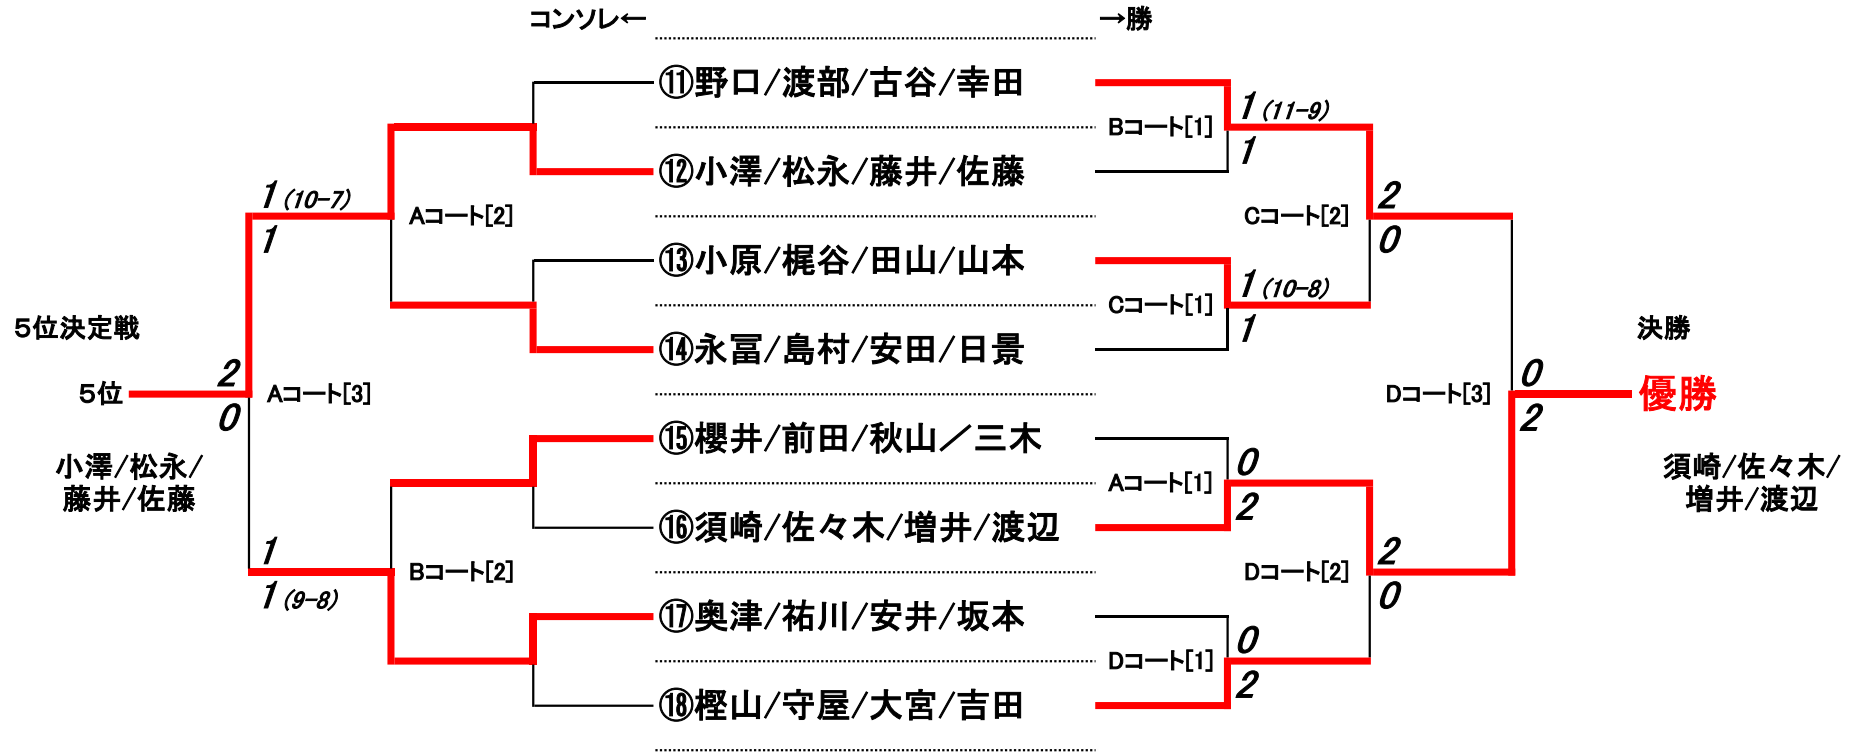 コンソレ← →勝
⑪野口/渡部/古谷/幸田
1 (11-9)
Bコート[1]
1
⑫小澤/松永/藤井/佐藤
1 (10-7)
Aコート[2]
1
2
Cコート[2]
0
⑬小原/梶谷/田山/山本
1 (10-8)
Cコート[1]
1
⑭永冨/島村/安田/日景
5位決定戦
決勝
2
5位
Aコート[3]
0
0
Dコート[3]
優勝
2
⑮櫻井/前田/秋山／三木
小澤/松永/
藤井/佐藤
0
Aコート[1]
2
須崎/佐々木/
増井/渡辺
⑯須崎/佐々木/増井/渡辺
1
Bコート[2]
1 (9-8)
2
Dコート[2]
0
⑰奥津/祐川/安井/坂本
0
Dコート[1]
2
⑱樫山/守屋/大宮/吉田